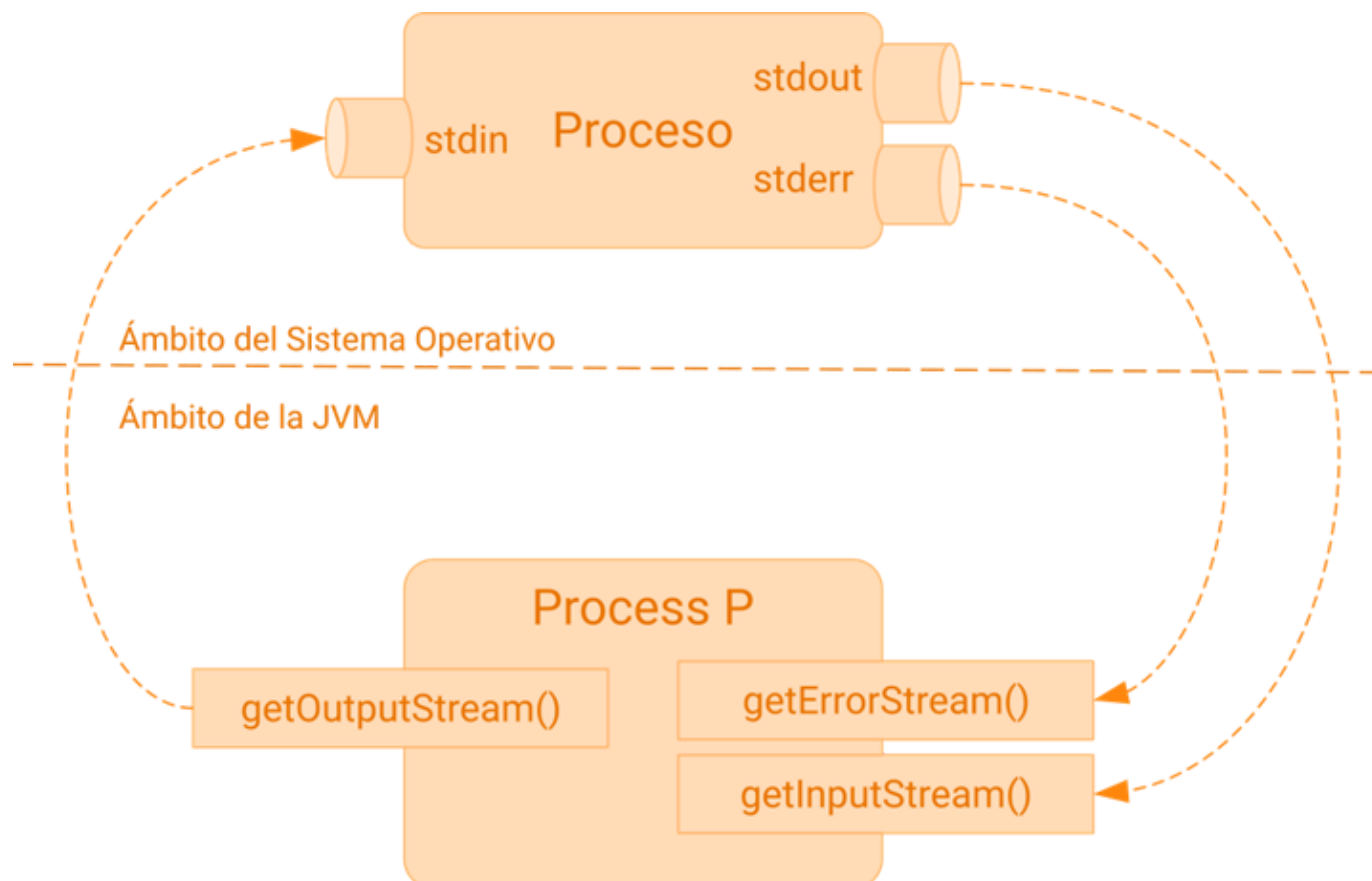 stdout
stdin
Proceso
stderr
Ámbito del Sistema Operativo
Ámbito de la JVM
Process P
getOutputStream()
getErrorStream()
getInputStream()